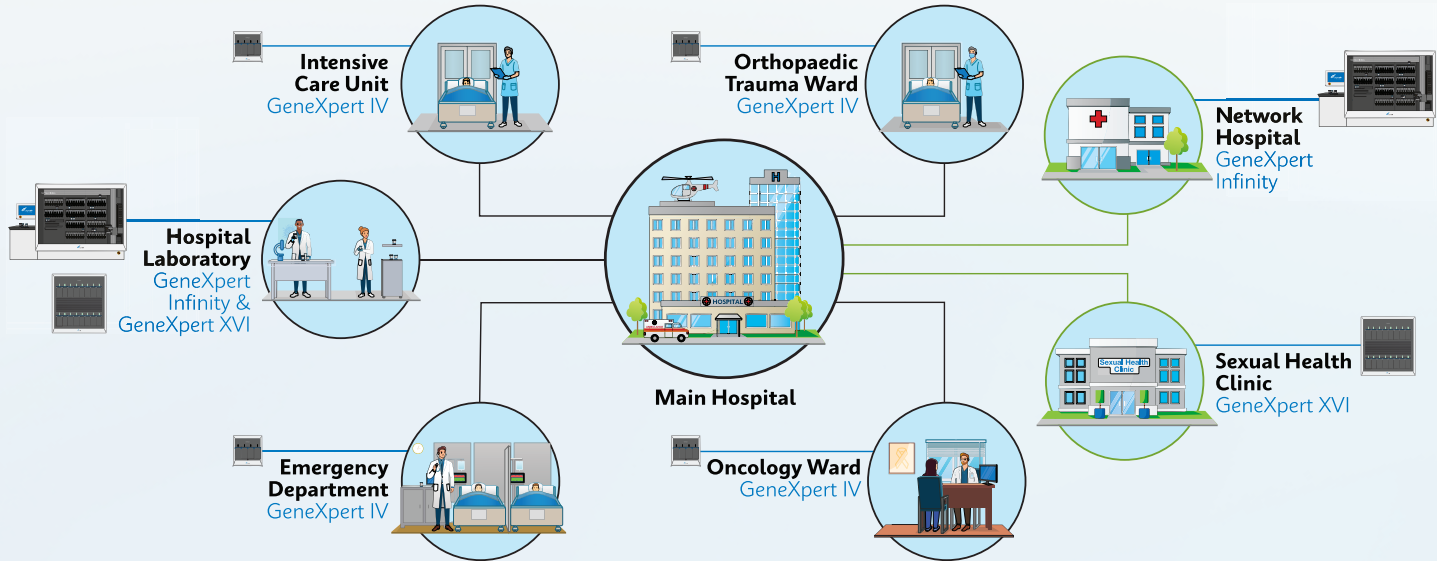 Intensive
Care Unit
GeneXpert IV
Orthopaedic
Trauma Ward
GeneXpert IV
Network
Hospital
GeneXpert
Infinity
Hospital
Laboratory
GeneXpert
Infinity &
GeneXpert XVI
H
HOSPITAL
Main Hospital
Sexual Health
Clinic
Sexual Health
Clinic
GeneXpert XVI
Emergency
Department
GeneXpert IV
Oncology Ward
GeneXpert IV